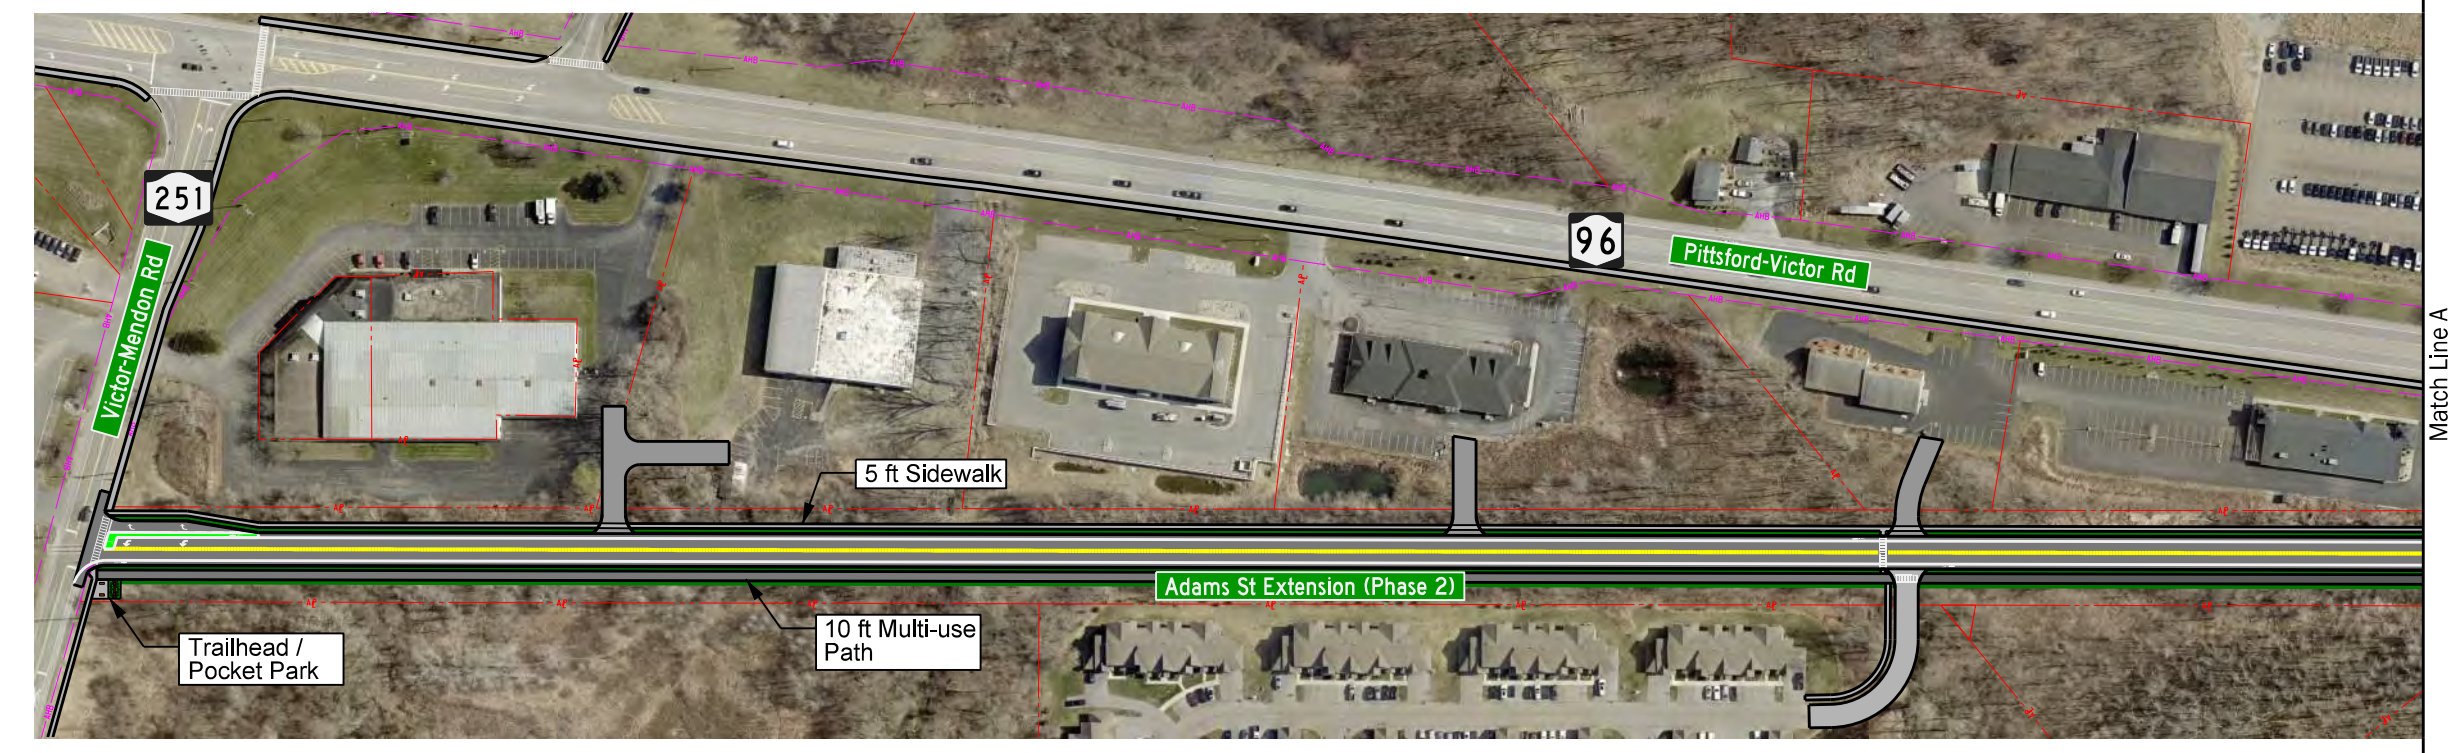 251
Victor-Mendon Rd
96
Pittsford-Victor Rd
Match Line A
5 ft Sidewalk
Adams St Extension (Phase 2)
10 ft Multi-use
Path
Trailhead /
Pocket Park